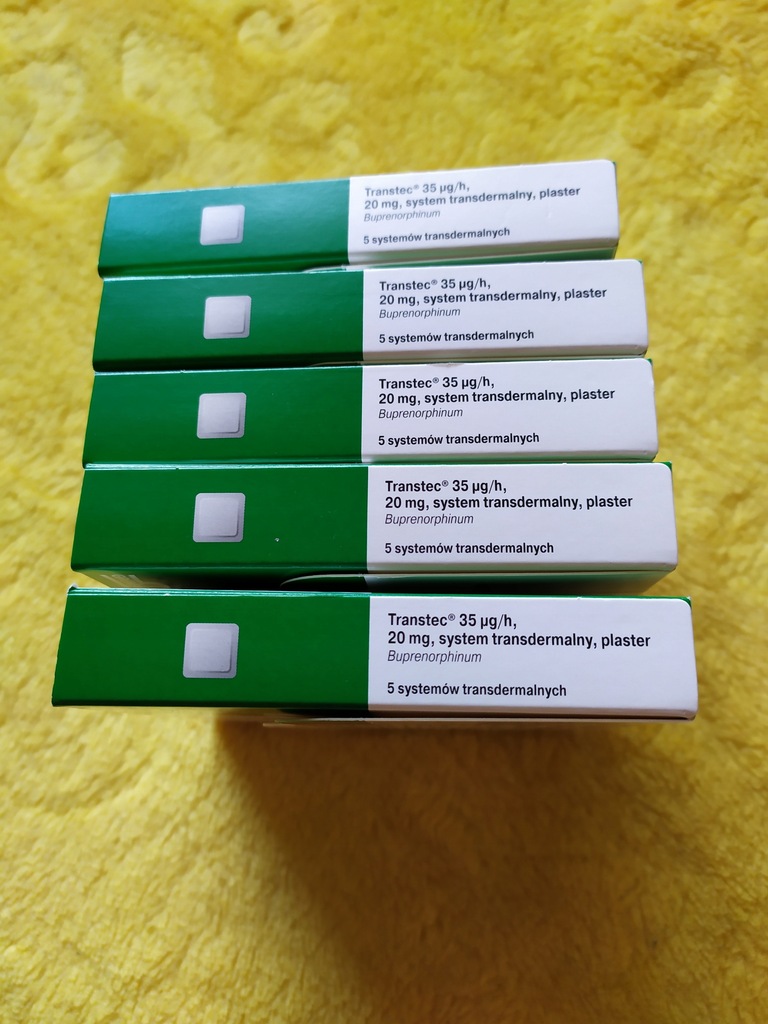 Transtec® 35 µg/h,
20 mg, system transdermalny, plaster
Buprenorphinum
5 systemów transdermalnych
Transtec® 35 µg/h,
20 mg, system transdermalny, plaster
Buprenorphinum
5 systemów transdermalnych
Transtec® 35 µg/h,
20 mg, system transdermalny, plaster
Buprenorphinum
5 systemów transdermalnych
Transtec® 35 µg/h,
20 mg, system transdermalny, plaster
Buprenorphinum
5 systemów transdermalnych
Transtec® 35 µg/h,
20 mg, system transdermalny, plaster
Buprenorphinum
5 systemów transdermalnych